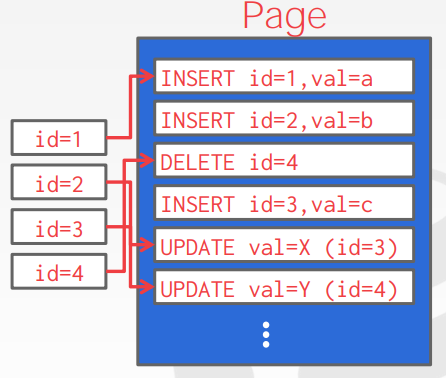 Page
INSERT id=1,val=a
INSERT id=2,val=b
DELETE id=4
INSERT id=3,val=c
UPDATE val=X (id=3)
UPDATE val=Y (id=4)
id=1
id=2
id=3
id=4